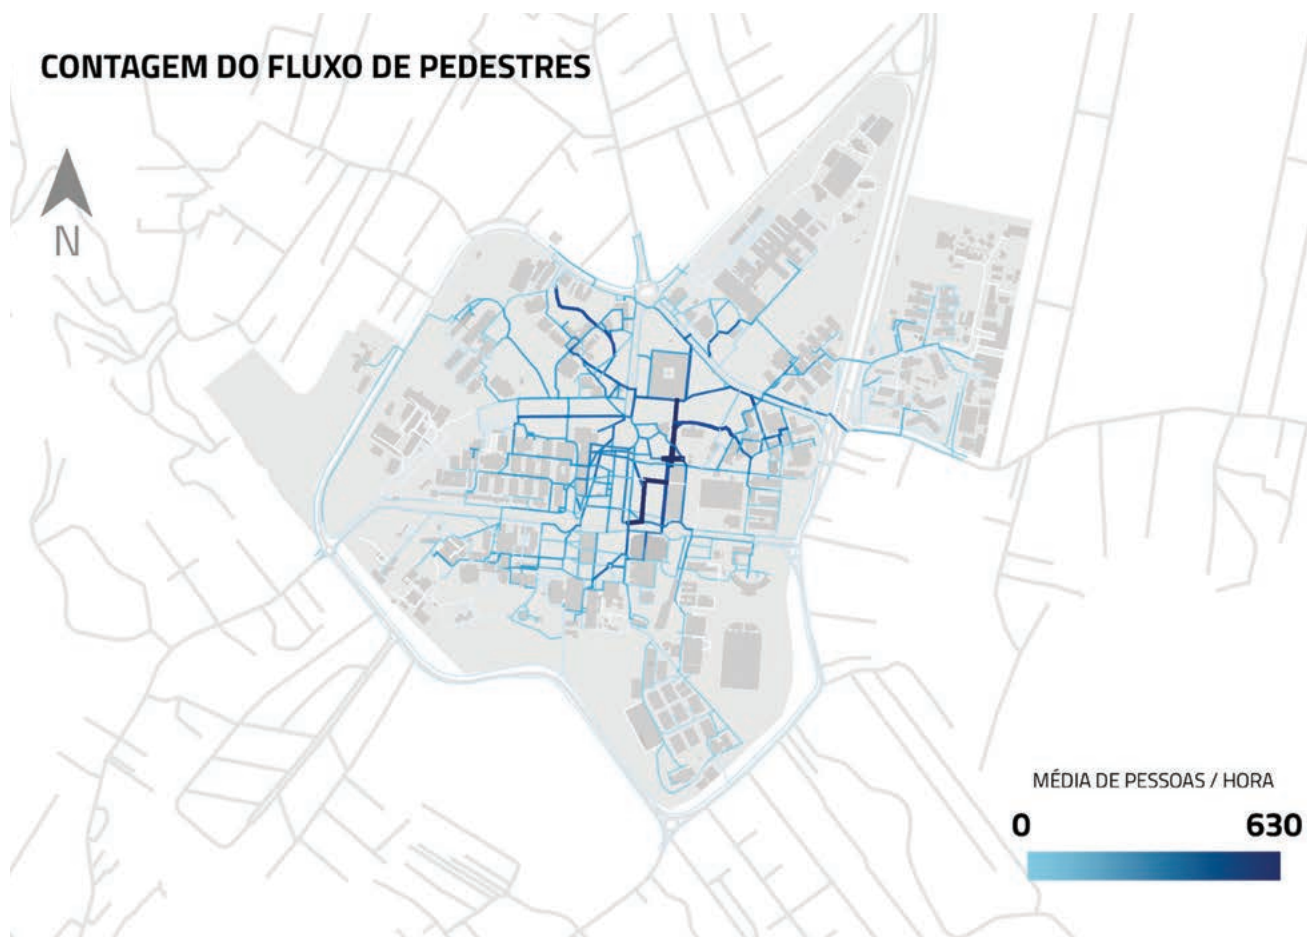 CONTAGEM DO FLUXO DE PEDESTRES
N
MÉDIA DE PESSOAS / HORA
0 630